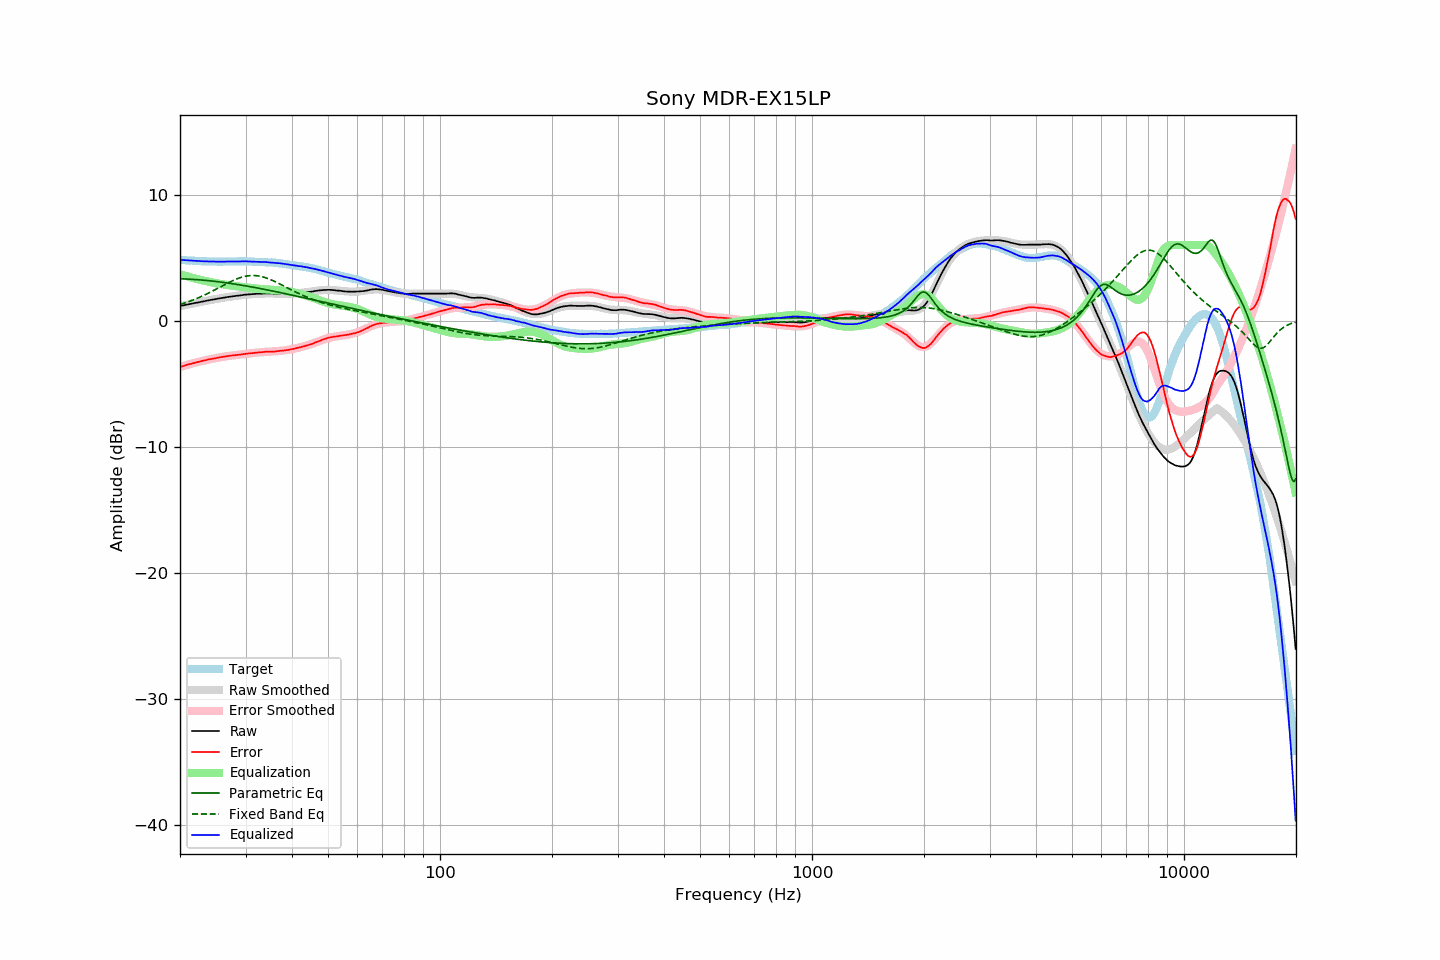 Sony MDR-EX15LP
Amplitude (dBr)
10
0
−10
−20
−30
−40
100
1000
10000
Frequency (Hz)
Target
Raw Smoothed
Error Smoothed
Raw
Error
Equalization
Parametric Eq
Fixed Band Eq
Equalized